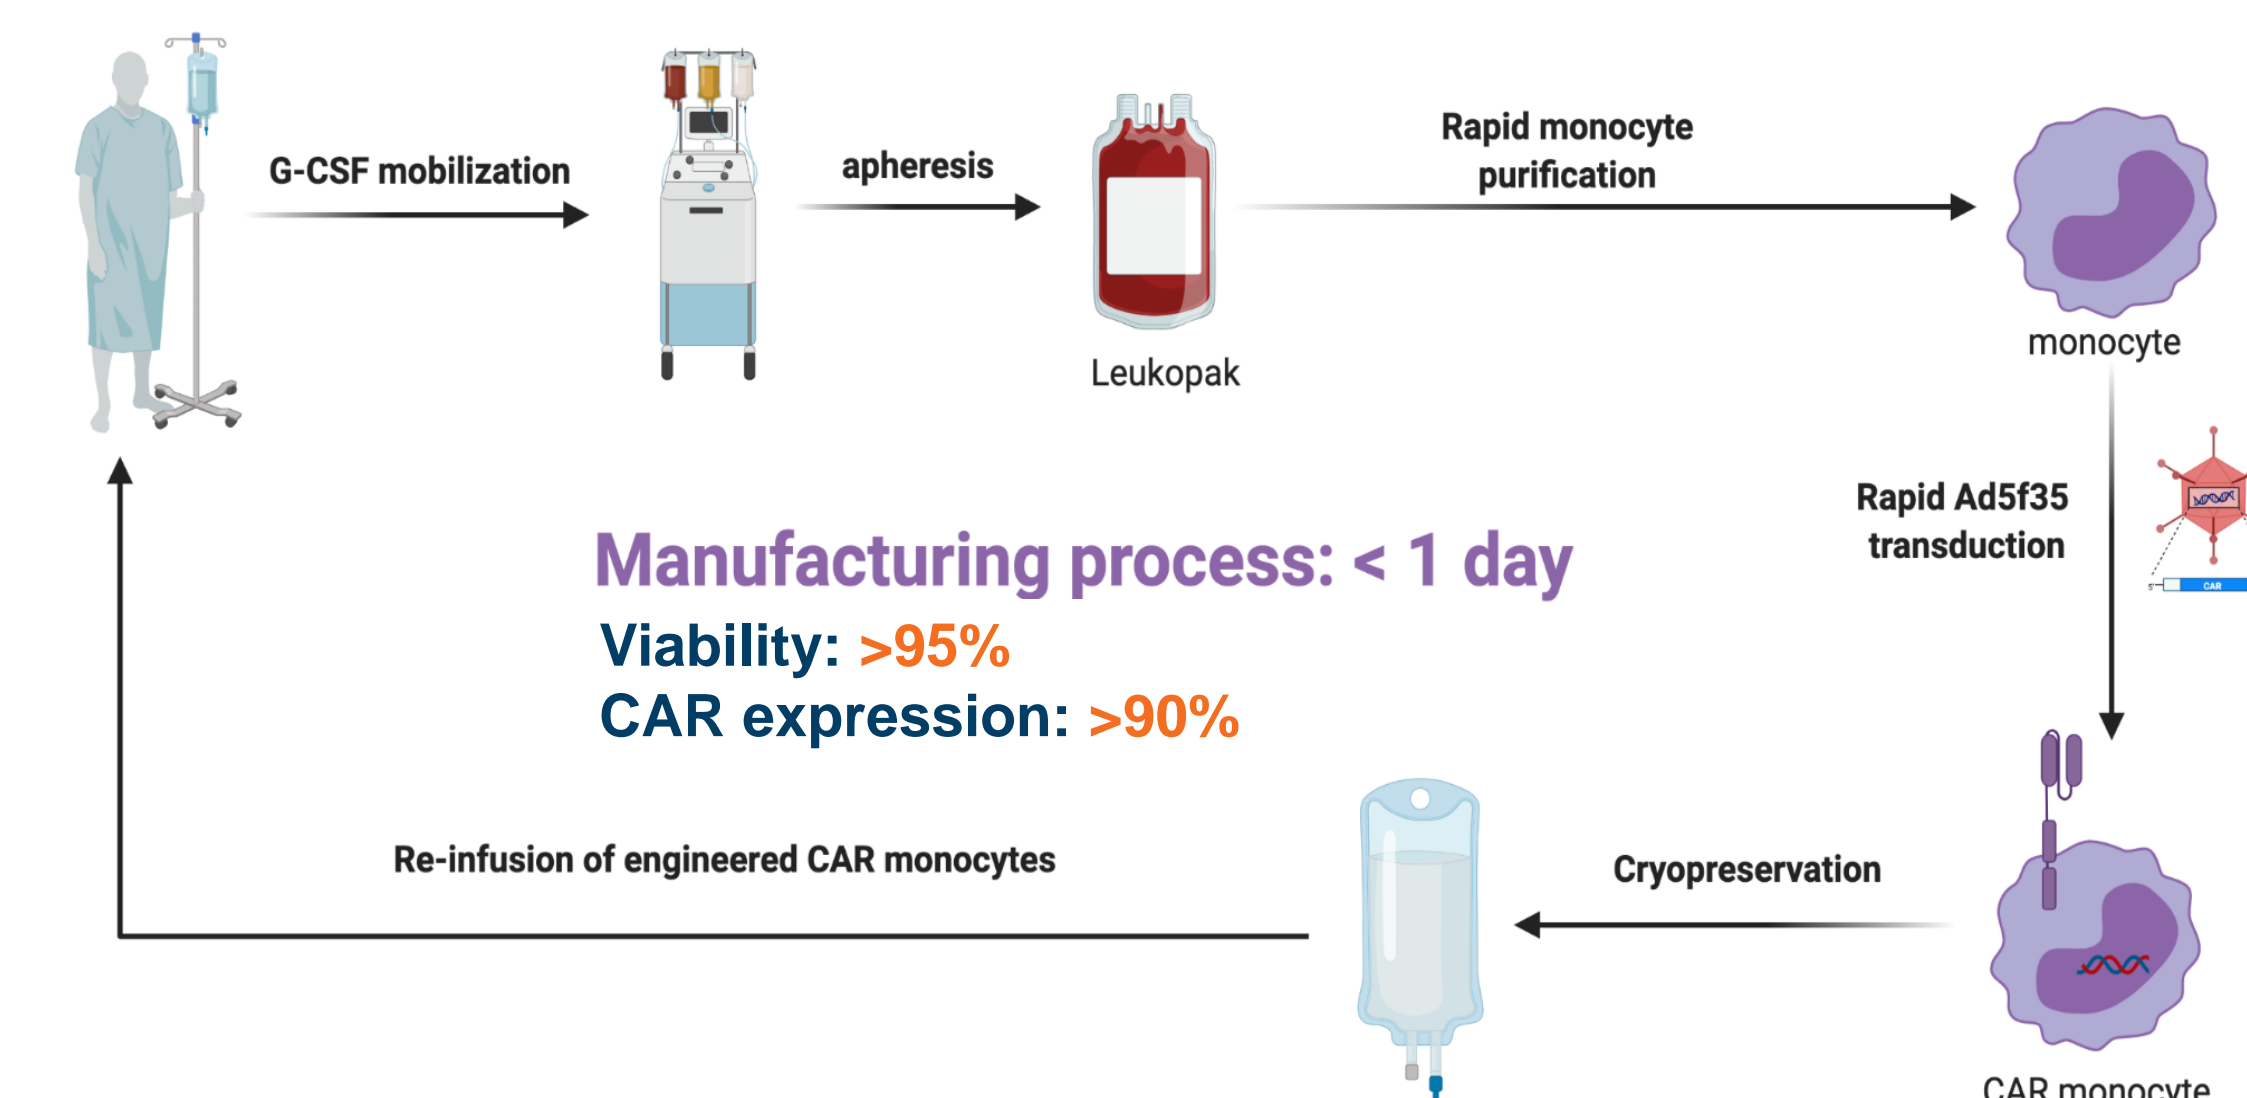 G-CSF mobilization
apheresis
Leukopak
Rapid monocyte
purification
monocyte
Rapid Ad5f35
transduction
CAR
Manufacturing process: < 1 day
Viability: >95%
CAR expression: >90%
Re-infusion of engineered CAR monocytes
Cryopreservation
CAR monocyte